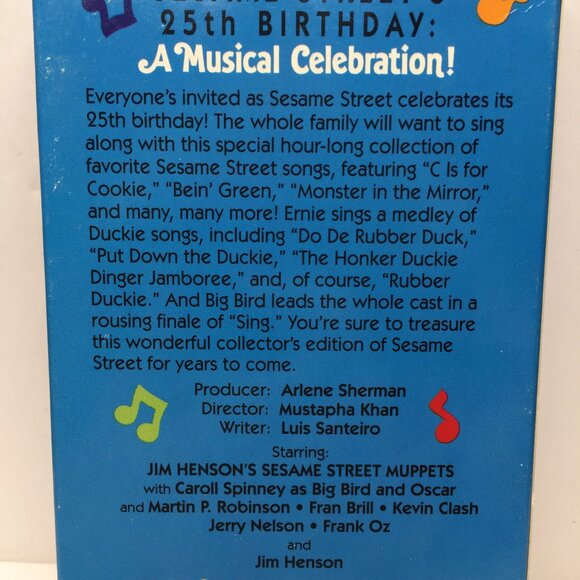 SESAME STREET'S
25th BIRTHDAY:
A Musical Celebration!
Everyone's invited as Sesame Street celebrates its
25th birthday! The whole family will want to sing
along with this special hour-long collection of
favorite Sesame Street songs, featuring “C Is for
Cookie,” “Bein' Green,” “Monster in the Mirror,”
and many, many more! Ernie sings a medley of
Duckie songs, including “Do De Rubber Duck,”
“Put Down the Duckie,” “The Honker Duckie
Dinger Jamboree,” and, of course, “Rubber
Duckie.” And Big Bird leads the whole cast in a
rousing finale of “Sing.” You're sure to treasure
this wonderful collector's edition of Sesame
Street for years to come.
Producer: Arlene Sherman
Director: Mustapha Khan
Writer: Luis Santeiro
Starring:
JIM HENSON'S SESAME STREET MUPPETS
with Caroll Spinney as Big Bird and Oscar
and Martin P. Robinson • Fran Brill • Kevin Clash
Jerry Nelson • Frank Oz
and
Jim Henson